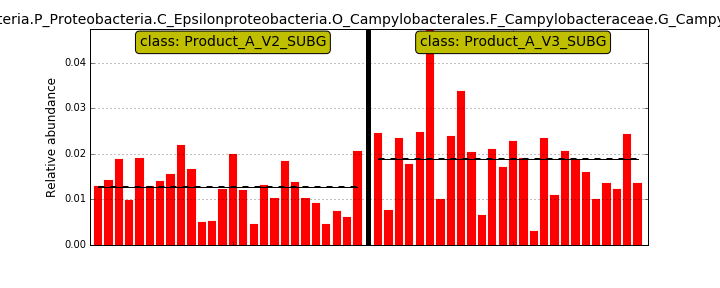 teria.P_Proteobacteria.C_Epsilonproteobacteria.O_Campylobacterales.F_Campylobacteraceae.G_Campy
class: Product_A_V2_SUBG class: Product_A_V3_SUBG
0.04
0.03
0.02
0.01
0.00
Relative abundance